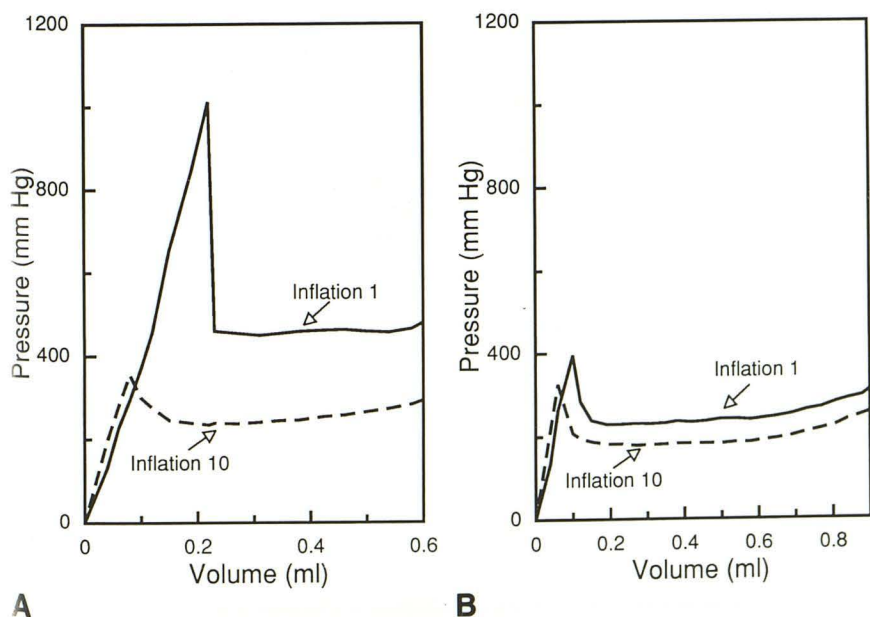 1200
800
400
0
Pressure (mm Hg)
Inflation 1
Inflation 10
0
0.2
0.4
0.6
Volume (ml)
A
1200
800
400
0
Pressure (mm Hg)
Inflation 1
Inflation 10
0
0.2
0.4
0.6
0.8
Volume (ml)
B